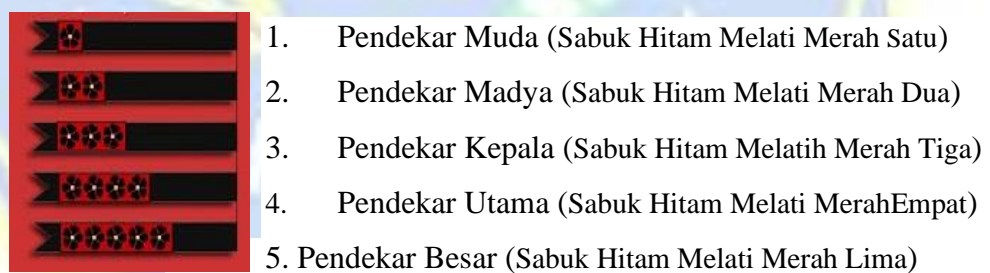 1. Pendekar Muda (Sabuk Hitam Melati Merah Satu)
2. Pendekar Madya (Sabuk Hitam Melati Merah Dua)
3. Pendekar Kepala (Sabuk Hitam Melatih Merah Tiga)
4. Pendekar Utama (Sabuk Hitam Melati MerahEmpat)
5. Pendekar Besar (Sabuk Hitam Melati Merah Lima)